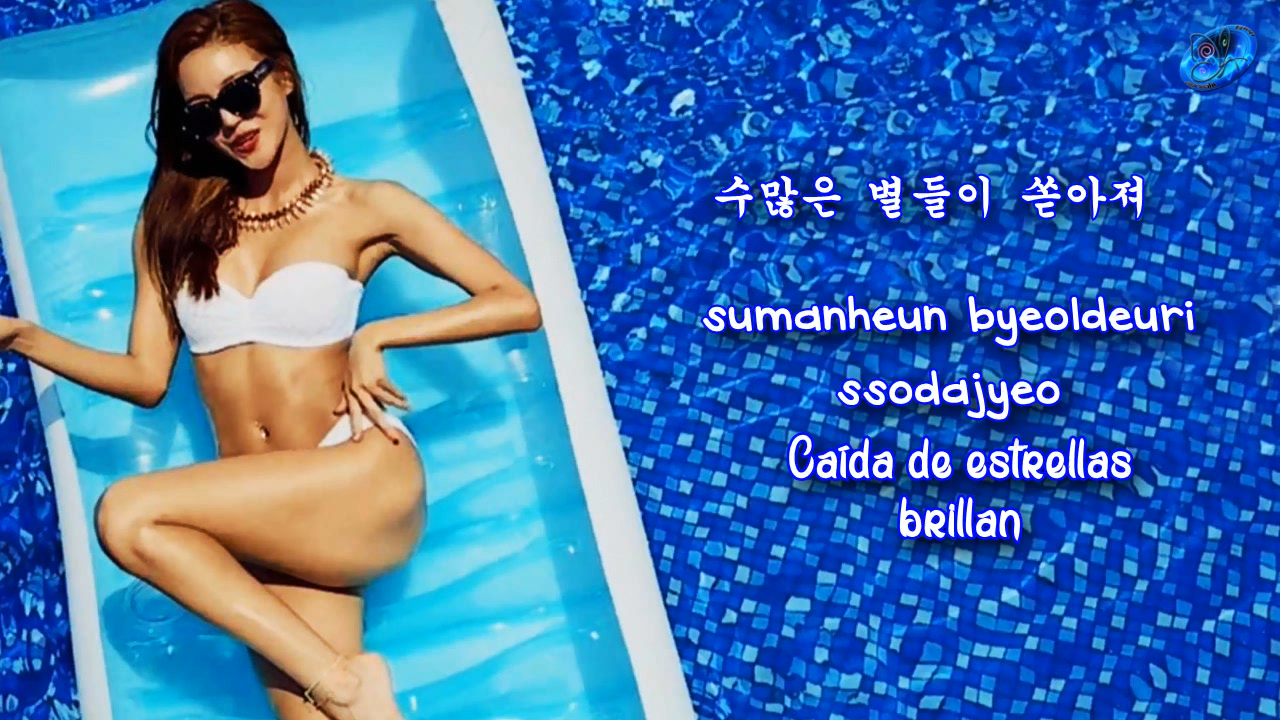 수많은 별들이 쏟아져
sumanheun byeoldeuri
ssodajyeo
Caída de estrellas
brillan